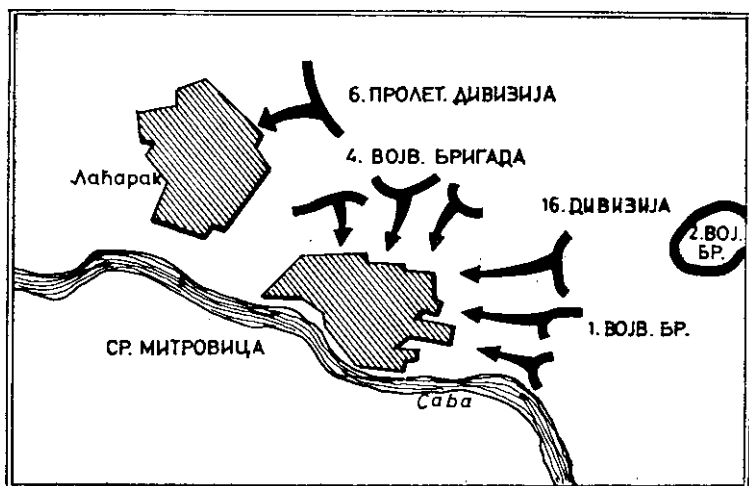 6. ПРОЛЕТ. ДИВИЗИЈА
Лаћарак
4. ВОЈВ. БРИГАДА
16. ДИВИЗИЈА
2. ВОЈ.
БР.
1. ВОЈВ. БР.
СР. МИТРОВИЦА
Сава